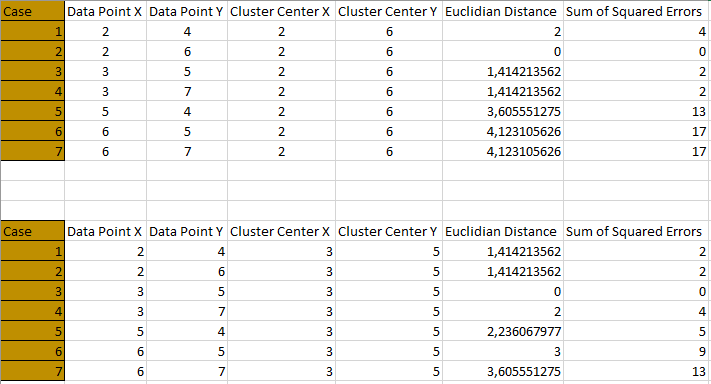 Case Data Point X Data Point Y Cluster Center X Cluster Center Y Euclidian Distance Sum of Squared Errors
1 2 4 2 6 2 4
2 2 6 2 6 0 0
3 3 5 2 6 1,414213562 2
4 3 7 2 6 1,414213562 2
5 5 4 2 6 3,605551275 13
6 6 5 2 6 4,123105626 17
7 6 7 2 6 4,123105626 17
Case Data Point X Data Point Y Cluster Center X Cluster Center Y Euclidian Distance Sum of Squared Errors
1 2 4 3 5 1,414213562 2
2 2 6 3 5 1,414213562 2
3 3 5 3 5 0 0
4 3 7 3 5 2 4
5 5 4 3 5 2,236067977 5
6 6 5 3 5 3 9
7 6 7 3 5 3,605551275 13